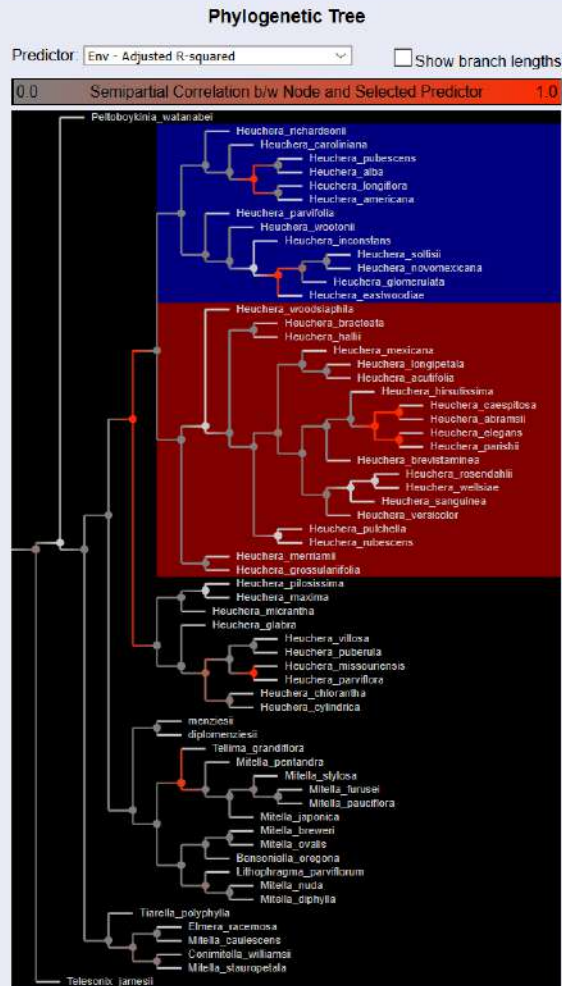 Phylogenetic Tree
Predictor: Env - Adjusted R-squared
Show branch lengths
0.0 Semipartial Correlation b/w Node and Selected Predictor 1.0
Peltoboykinia_watanabei
Heuchera_richardsonii
Heuchera_caroliniana
Heuchera_pubescens
Heuchera_alba
Heuchera_longiflora
Heuchera_americana
Heuchera_parvifolia
Heuchera_wootonii
Heuchera_inconstans
Heuchera_soltisii
Heuchera_novomexicana
Heuchera_glomerulata
Heuchera_eastwoodiae
Heuchera_woodsiaphila
Heuchera_bracteata
Heuchera_hallii
Heuchera_mexicana
Heuchera_longipetala
Heuchera_acutifolia
Heuchera_hirsutissima
Heuchera_caespitosa
Heuchera_abramsii
Heuchera_elegans
Heuchera_parishii
Heuchera_brevistaminea
Heuchera_rosendahlii
Heuchera_wellsiae
Heuchera_sanguinea
Heuchera_versicolor
Heuchera_pulchella
Heuchera_rubescens
Heuchera_merriamii
Heuchera_grossulariifolia
Heuchera_pilosissima
Heuchera_maxima
Heuchera_micrantha
Heuchera_glabra
Heuchera_villosa
Heuchera_puberula
Heuchera_missouriensis
Heuchera_parviflora
Heuchera_chlorantha
Heuchera_cylindrica
menziesii
diplomenziesii
Tellima_grandiflora
Mitella_pentandra
Mitella_stylosa
Mitella_furusei
Mitella_pauciflora
Mitella_japonica
Mitella_breweri
Mitella_ovalis
Bensoniella_oregona
Lithophragma_parviflorum
Mitella_nuda
Mitella_diphylla
Tiarella_polyphylla
Elmera_racemosa
Mitella_caulescens
Conimitella_williamsii
Mitella_stauropetala
Telesonix_jamesii